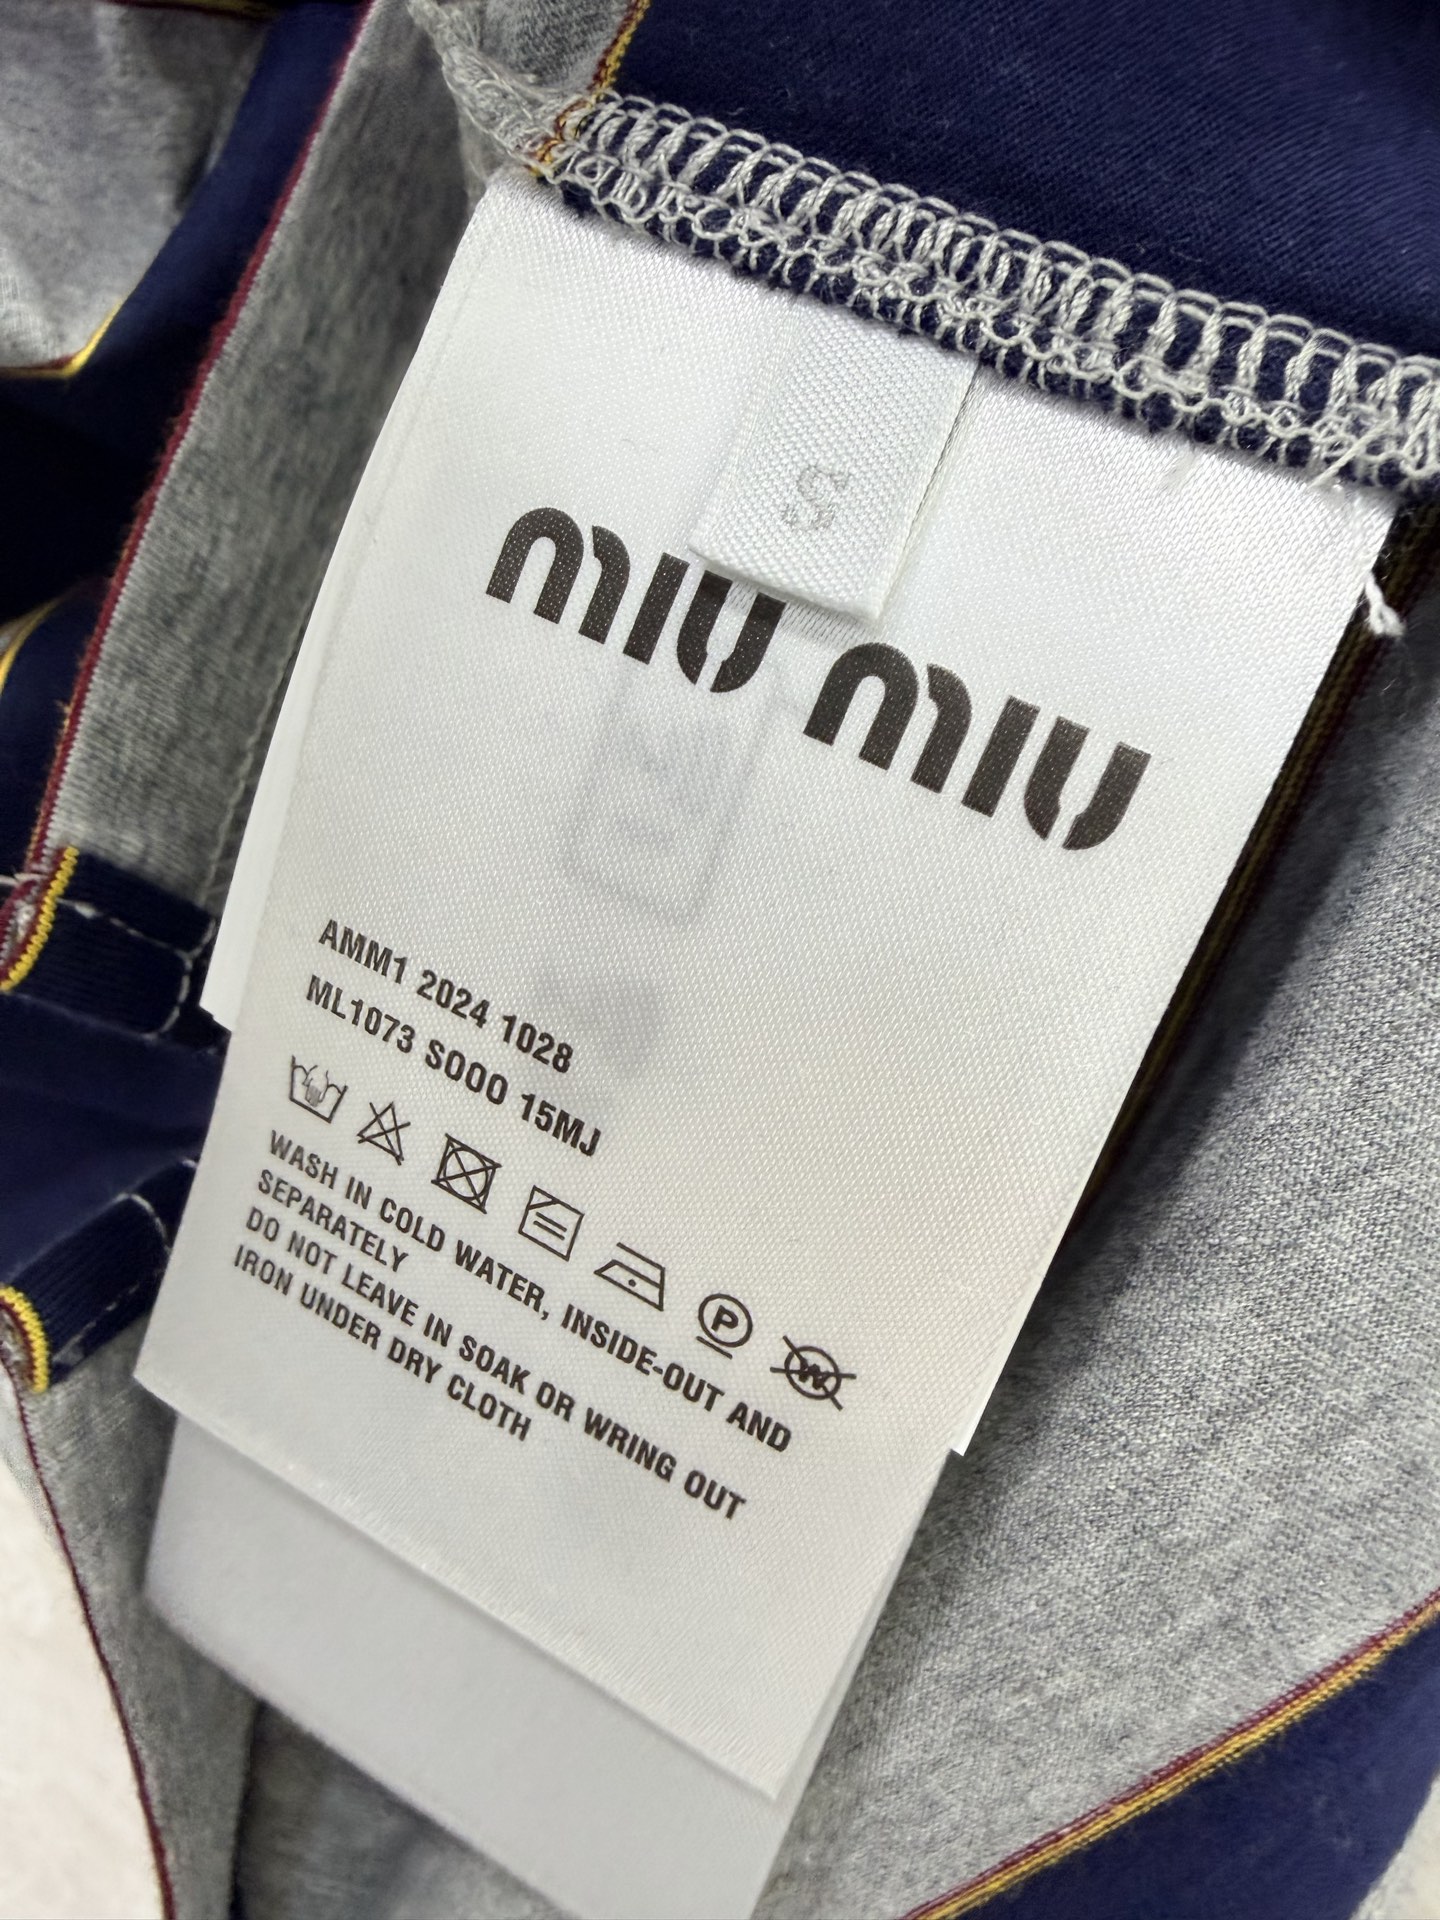 S
MIU MIU
AMM1 2024 1028
ML1073 S000 15MJ
P
W
WASH IN COLD WATER, INSIDE-OUT AND
SEPARATELY
DO NOT LEAVE IN SOAK OR WRING OUT
IRON UNDER DRY CLOTH